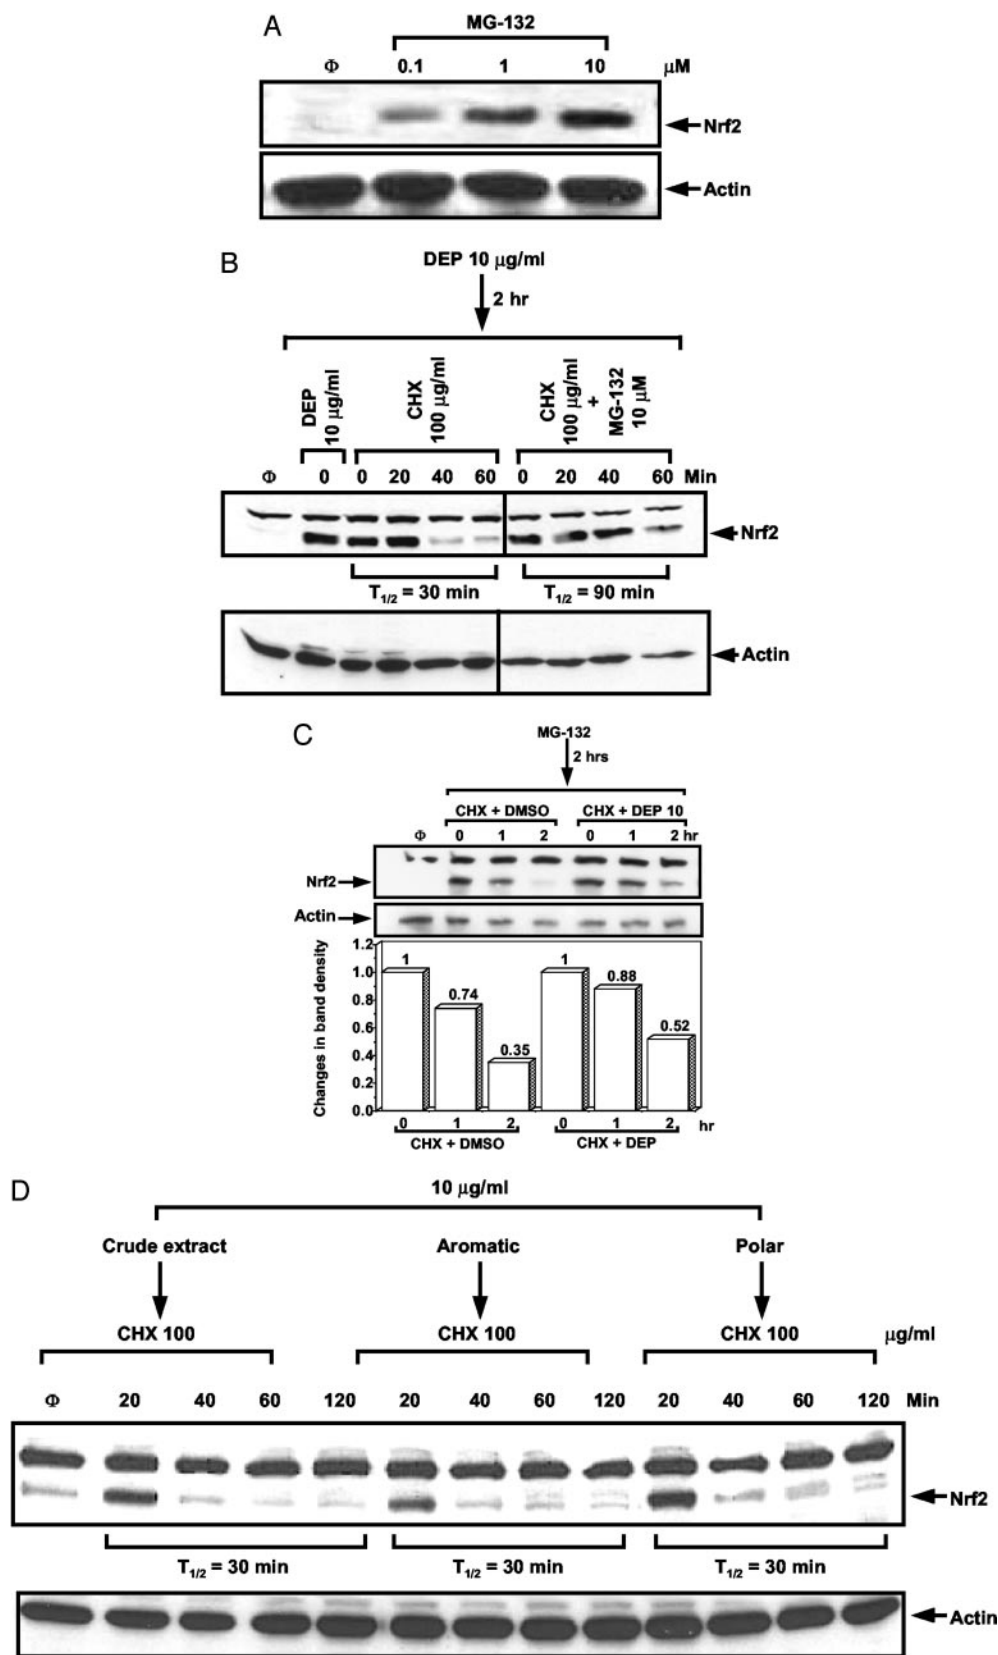 A
MG-132
Φ 0.1 1 10 μM
Nrf2
Actin
B
DEP 10 μg/ml
2 hr
DEP
10 μg/ml
CHX
100 μg/ml
CHX
100 μg/ml
+
MG-132
10 μM
Φ 0 0 20 40 60 0 20 40 60 Min
Nrf2
T1/2 = 30 min T1/2 = 90 min
Actin
C
MG-132
2 hrs
CHX + DMSO CHX + DEP 10
Φ 0 1 2 0 1 2 hr
Nrf2
Actin
Changes in band density
1.2
1.0
0.8
0.6
0.4
0.2
0.0
1 0.74 0.35 1 0.88 0.52
0 1 2 0 1 2 hr
CHX + DMSO CHX + DEP
D
10 μg/ml
Crude extract Aromatic Polar
CHX 100 CHX 100 CHX 100 μg/ml
Φ 20 40 60 120 20 40 60 120 20 40 60 120 Min
Nrf2
T1/2 = 30 min T1/2 = 30 min T1/2 = 30 min
Actin